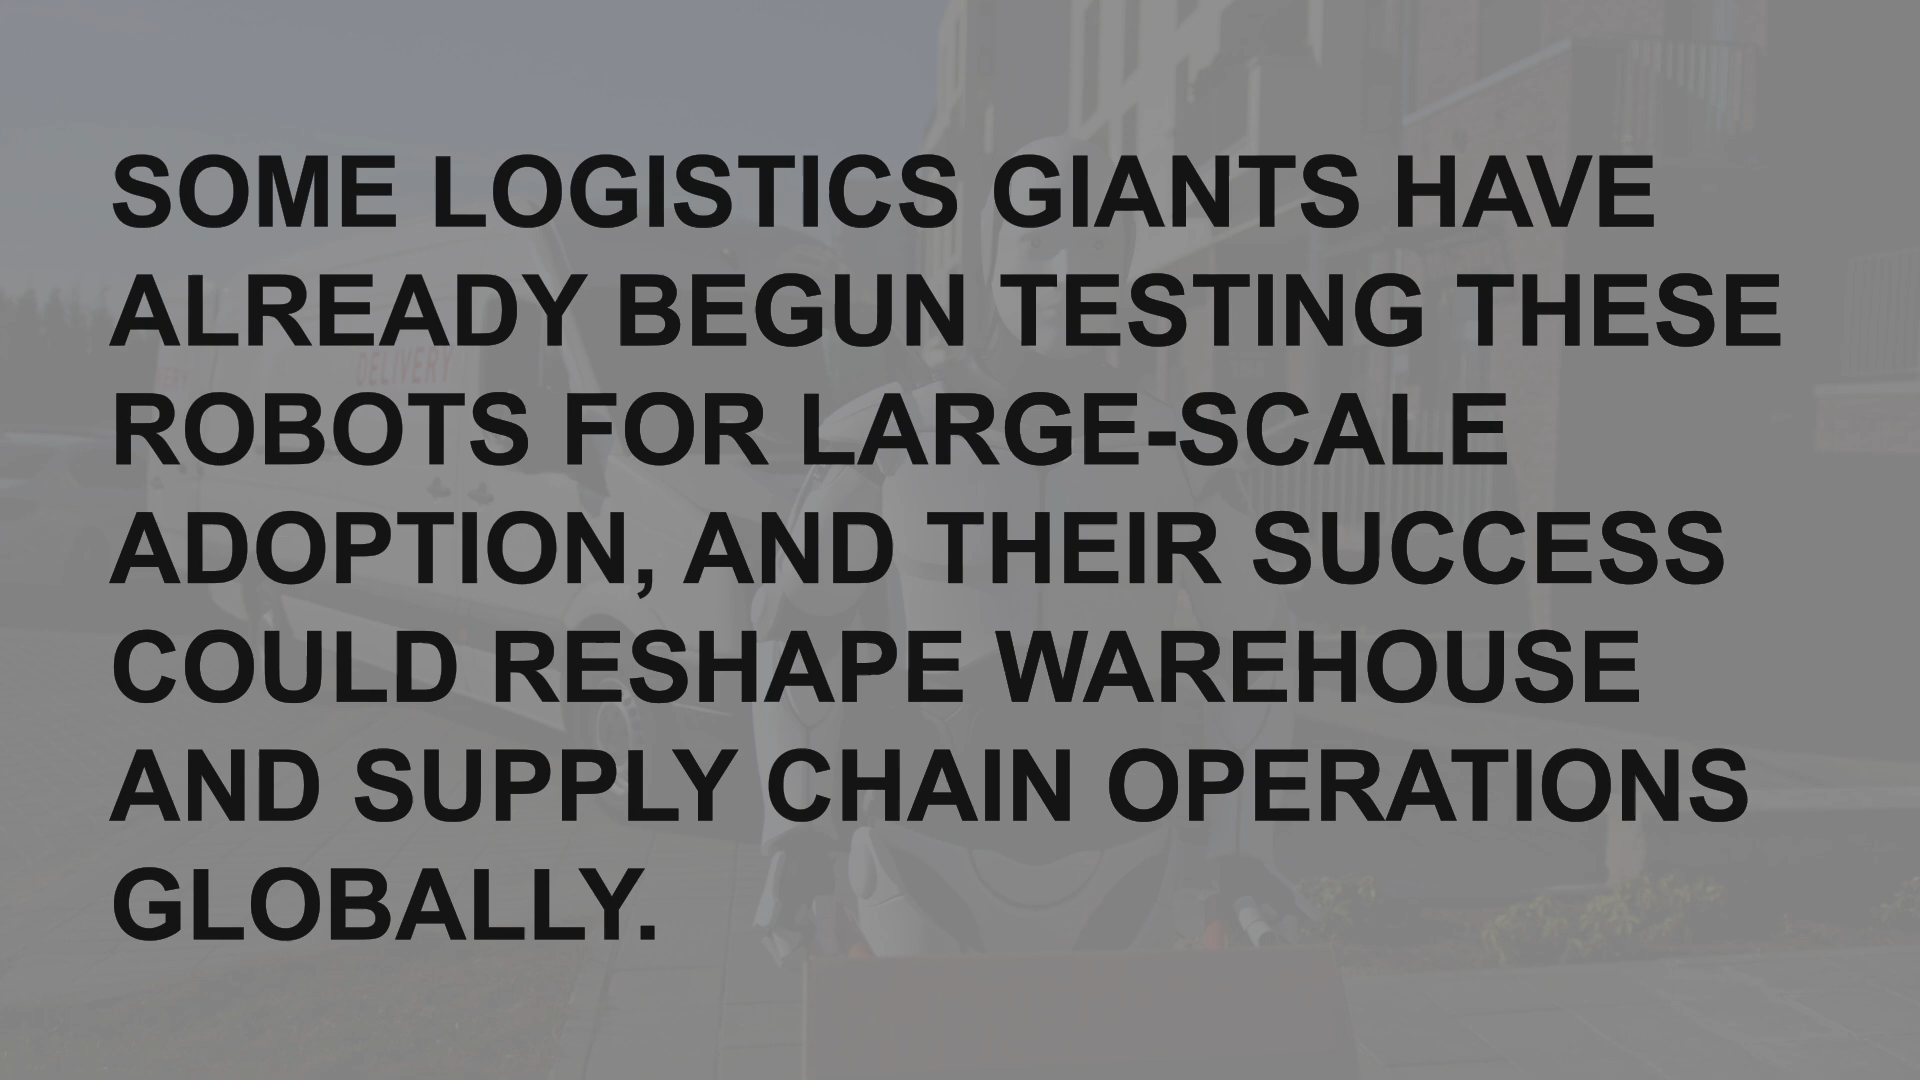 SOME LOGISTICS GIANTS HAVE
ALREADY BEGUN TESTING THESE
ROBOTS FOR LARGE-SCALE
ADOPTION, AND THEIR SUCCESS
COULD RESHAPE WAREHOUSE
AND SUPPLY CHAIN OPERATIONS
GLOBALLY.
DELIVERY